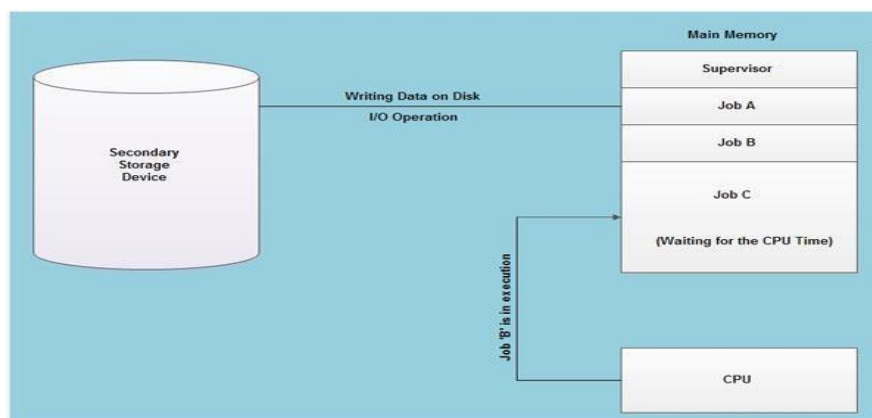 Main Memory
Supervisor
Writing Data on Disk
Job A
I/O Operation
Job B
Secondary
Storage
Device
Job C
(Waiting for the CPU Time)
Job 'B' is in execution
CPU